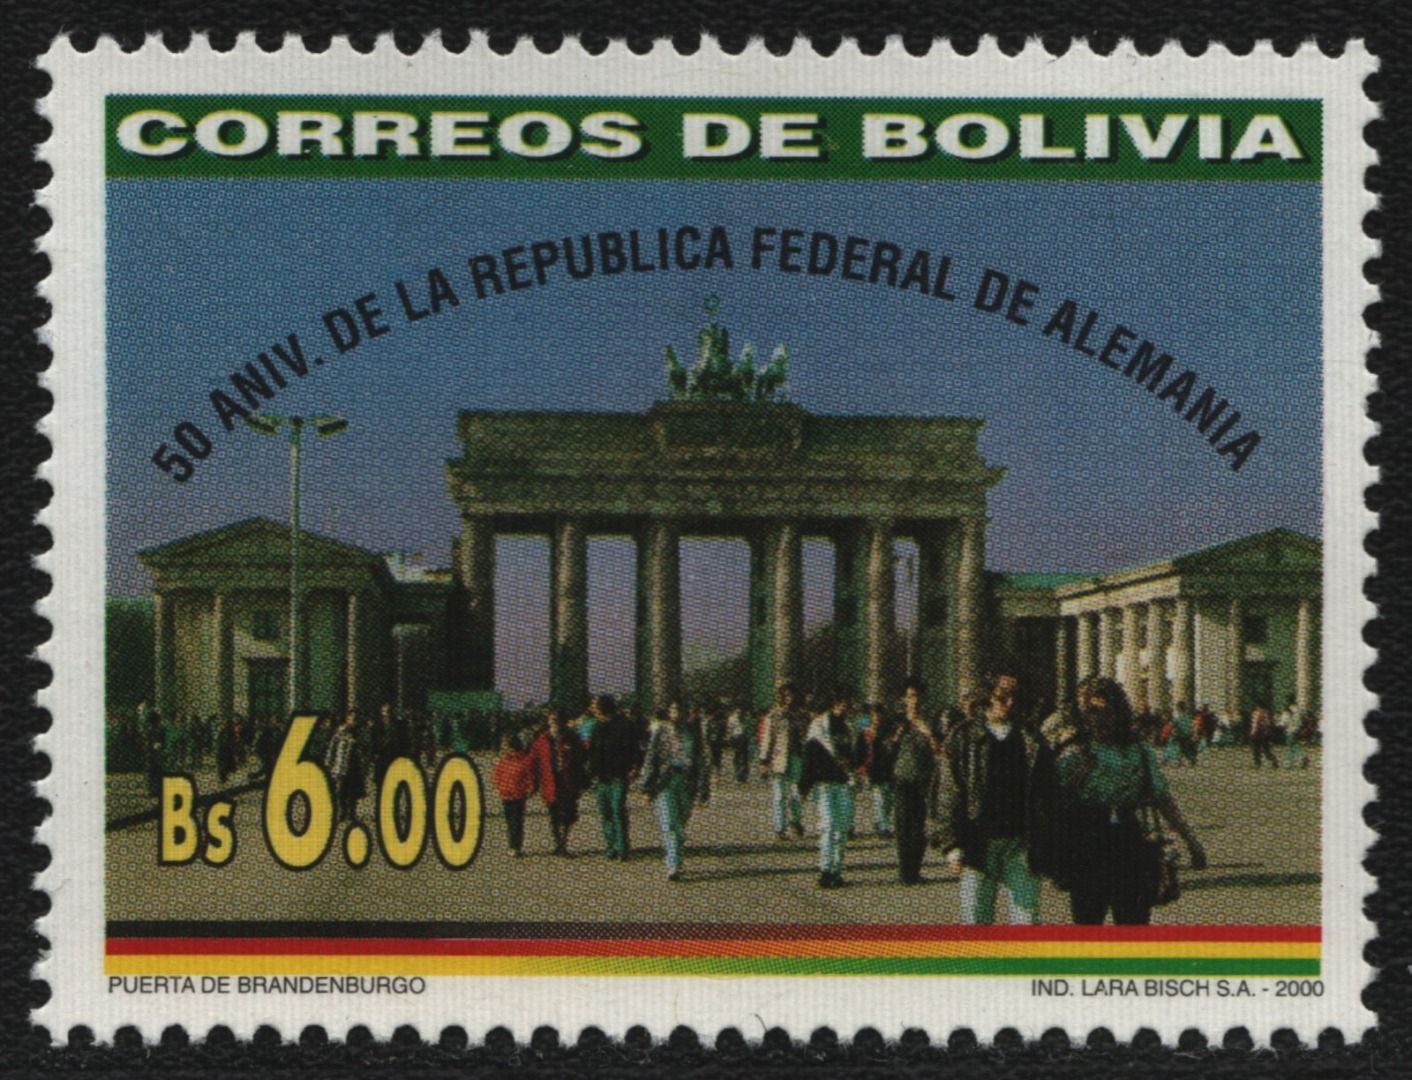 CORREOS DE BOLIVIA
50 ANIV. DE LA REPUBLICA FEDERAL DE ALEMANIA
Bs 6.00
PUERTA DE BRANDENBURGO
IND. LARA BISCH S.A. - 2000